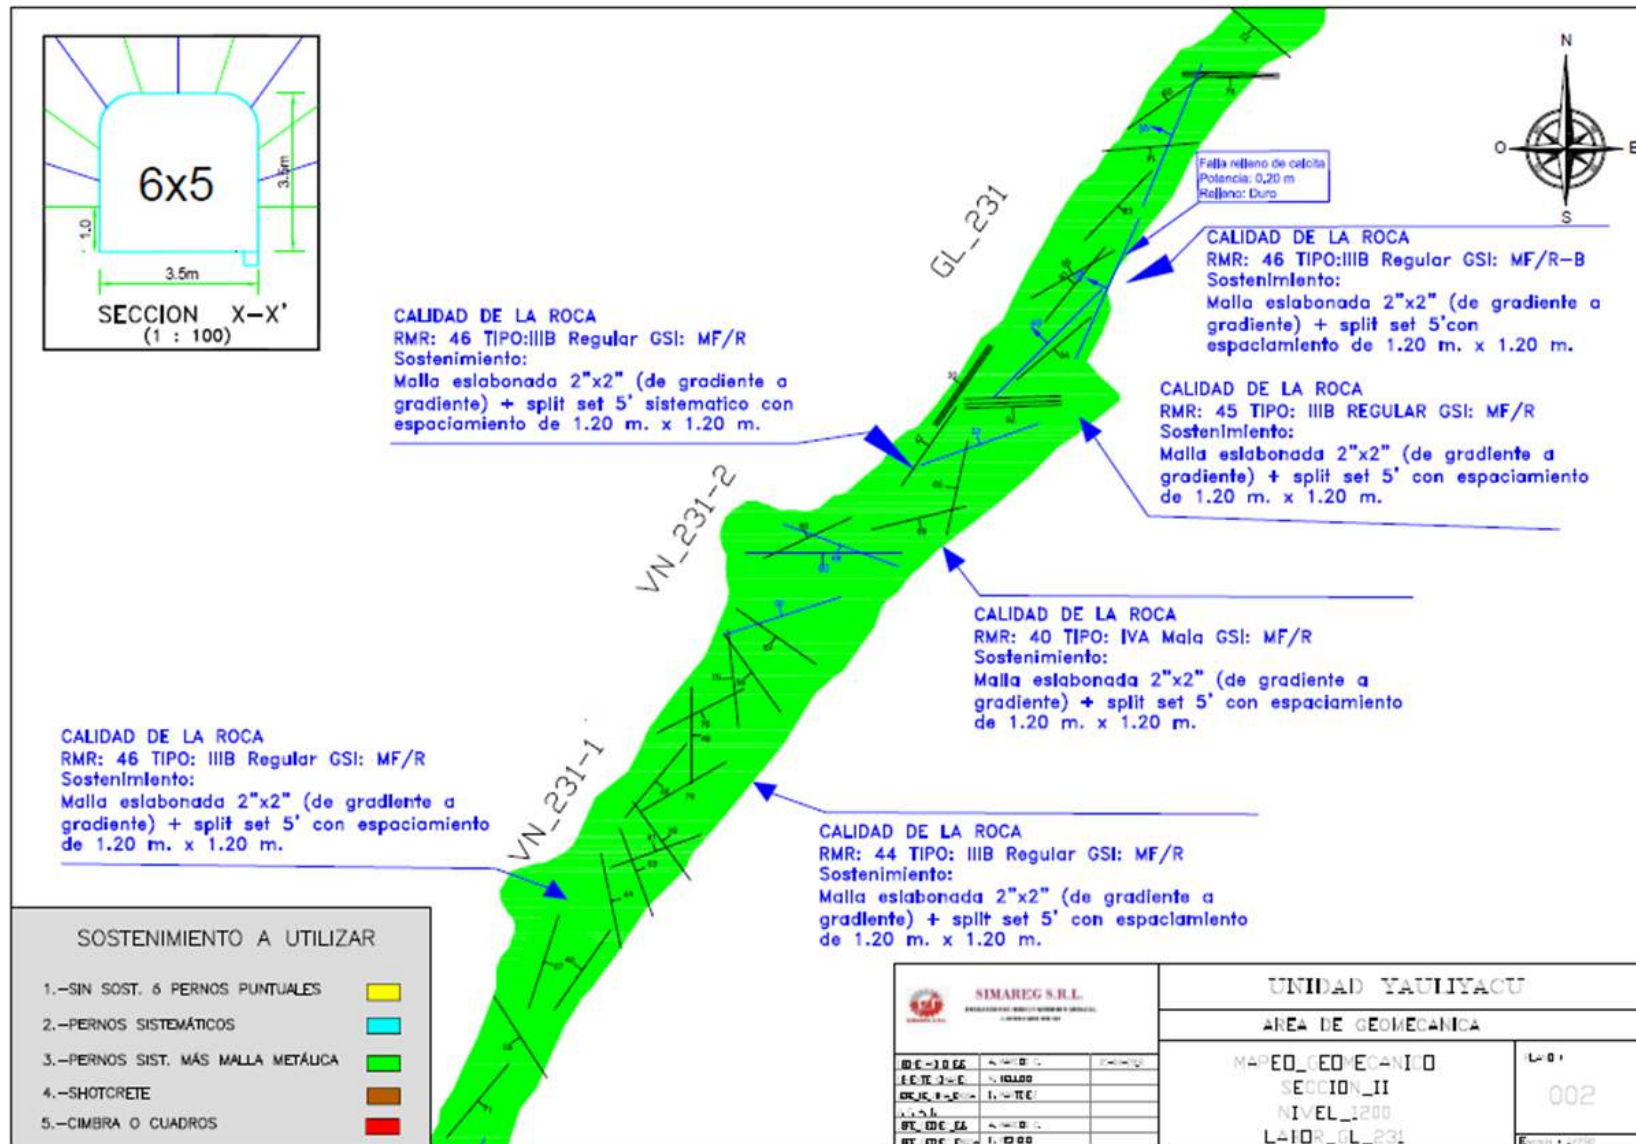 6x5
3.5m
1.0
3.5m
SECCION X-X'
(1 : 100)
N
O
E
S
GL_231
VN_231-2
VN_231-1
Falla relleno de calcita
Potencia: 0,20 m
Relleno: Duro
CALIDAD DE LA ROCA
RMR: 46 TIPO:IIIB Regular GSI: MF/R-B
Sostenimiento:
Malla eslabonada 2"x2" (de gradiente a
gradiente) + split set 5'con
espaciamiento de 1.20 m. x 1.20 m.
CALIDAD DE LA ROCA
RMR: 46 TIPO:IIIB Regular GSI: MF/R
Sostenimiento:
Malla eslabonada 2"x2" (de gradiente a
gradiente) + split set 5' sistematico con
espaciamiento de 1.20 m. x 1.20 m.
CALIDAD DE LA ROCA
RMR: 45 TIPO: IIIB REGULAR GSI: MF/R
Sostenimiento:
Malla eslabonada 2"x2" (de gradiente a
gradiente) + split set 5' con espaciamiento
de 1.20 m. x 1.20 m.
CALIDAD DE LA ROCA
RMR: 40 TIPO: IVA Mala GSI: MF/R
Sostenimiento:
Malla eslabonada 2"x2" (de gradiente a
gradiente) + split set 5' con espaciamiento
de 1.20 m. x 1.20 m.
CALIDAD DE LA ROCA
RMR: 46 TIPO: IIIB Regular GSI: MF/R
Sostenimiento:
Malla eslabonada 2"x2" (de gradiente a
gradiente) + split set 5' con espaciamiento
de 1.20 m. x 1.20 m.
CALIDAD DE LA ROCA
RMR: 44 TIPO: IIIB Regular GSI: MF/R
Sostenimiento:
Malla eslabonada 2"x2" (de gradiente a
gradiente) + split set 5' con espaciamiento
de 1.20 m. x 1.20 m.
SOSTENIMIENTO A UTILIZAR
1.-SIN SOST. ó PERNOS PUNTUALES
2.-PERNOS SISTEMÁTICOS
3.-PERNOS SIST. MÁS MALLA METÁLICA
4.-SHOTCRETE
5.-CIMBRA O CUADROS
SIMAREG S.R.L.
UNIDAD YAULIYACU
AREA DE GEOMECANICA
MAPEO_GEOMECANICO
SECCION_II
NIVEL_1200
LABOR_GL_231
002